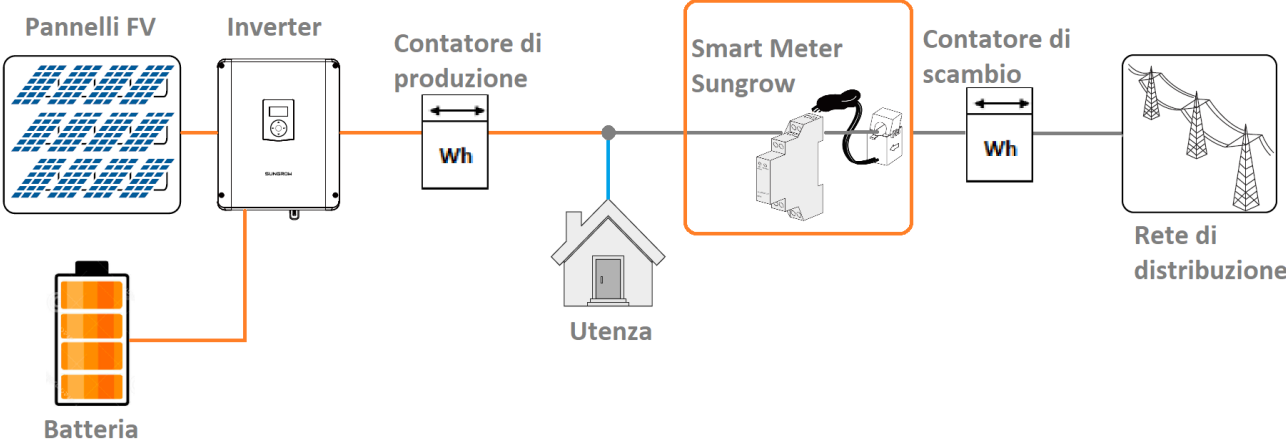 Pannelli FV
Inverter
Contatore di
produzione
Smart Meter
Sungrow
Contatore di
scambio
Wh
Wh
SUNGROW
Rete di
distribuzione
Utenza
Batteria